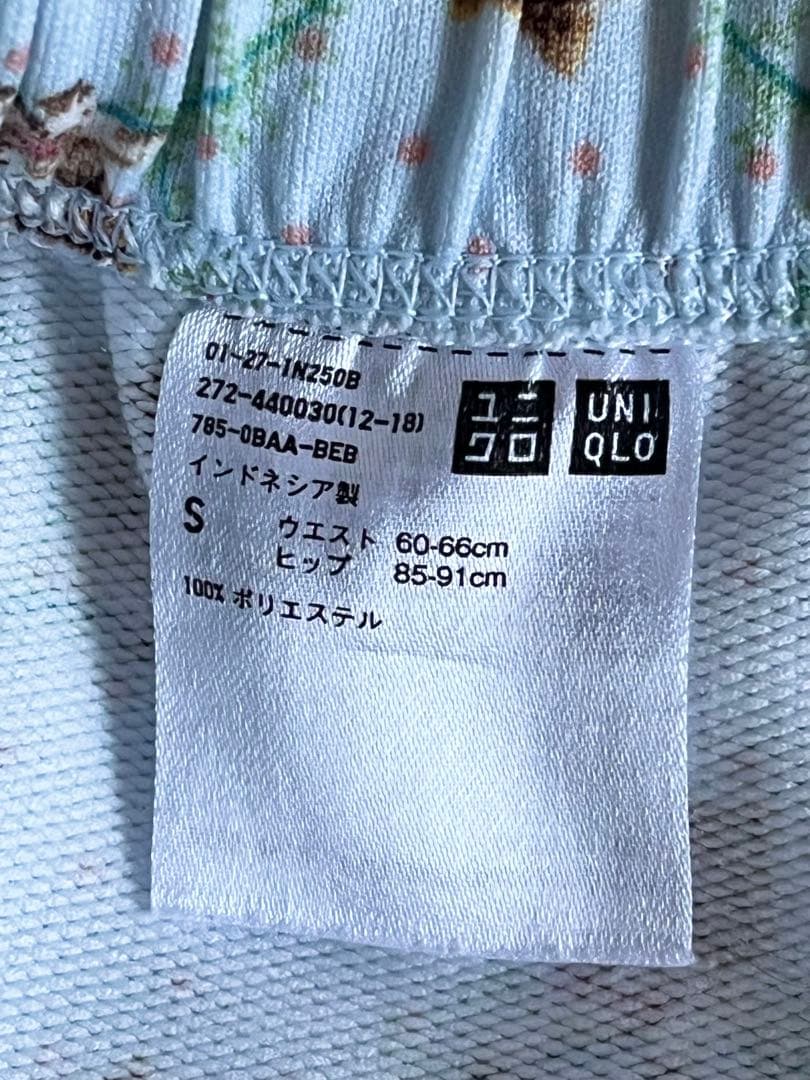 01-27-1N250B
272-440030(12-18)
785-0BAA-BEB
インドネシア製
S
ウエスト 60-66cm
ヒップ 85-91cm
100% ポリエステル
ユニ
クロ
UNI
QLO